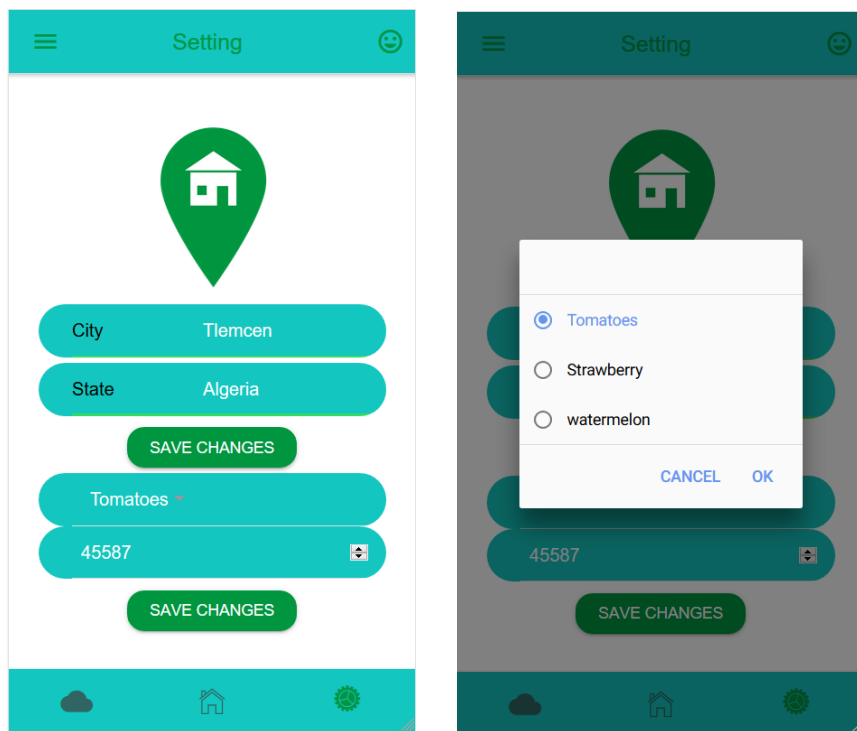 Setting
City Tlemcen
State Algeria
SAVE CHANGES
Tomatoes
45587
SAVE CHANGES
Setting
Tomatoes
Strawberry
watermelon
CANCEL OK
45587
SAVE CHANGES